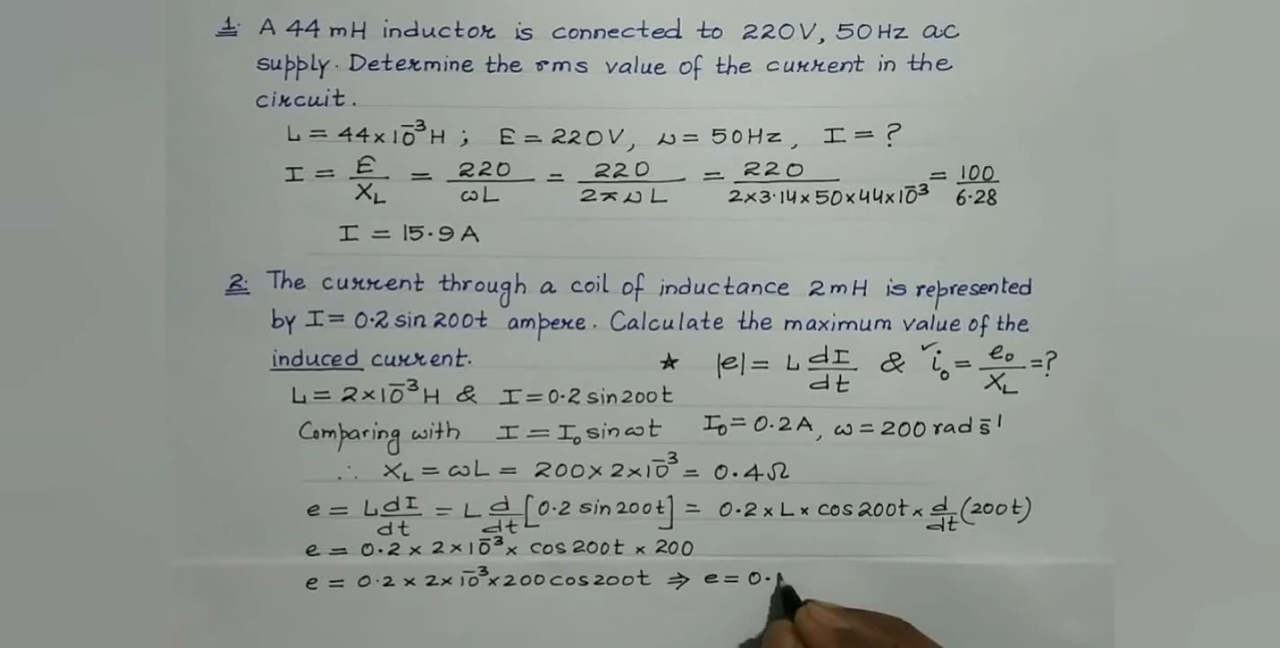 1. A 44 mH inductor is connected to 220V, 50Hz ac
supply. Determine the rms value of the current in the
circuit.
L = 44×10⁻³ H ; E = 220V, ν = 50Hz, I = ?
I = E/X_L = 220/ωL = 220/2πνL = 220/2×3·14×50×44×10⁻³ = 100/6·28
I = 15·9 A
2. The current through a coil of inductance 2mH is represented
by I = 0·2 sin 200t ampere. Calculate the maximum value of the
induced current. ★ |e| = L dI/dt & ✓i₀ = e₀/X_L = ?
L = 2×10⁻³ H & I = 0·2 sin 200t
Comparing with I = I₀ sin ωt I₀ = 0·2A, ω = 200 rad s⁻¹
∴ X_L = ωL = 200×2×10⁻³ = 0·4Ω
e = L dI/dt = L d/dt [0·2 sin 200t] = 0·2 × L × cos 200t × d/dt (200t)
e = 0·2 × 2×10⁻³ × cos 200t × 200
e = 0·2 × 2×10⁻³ × 200 cos 200t ⇒ e = 0·